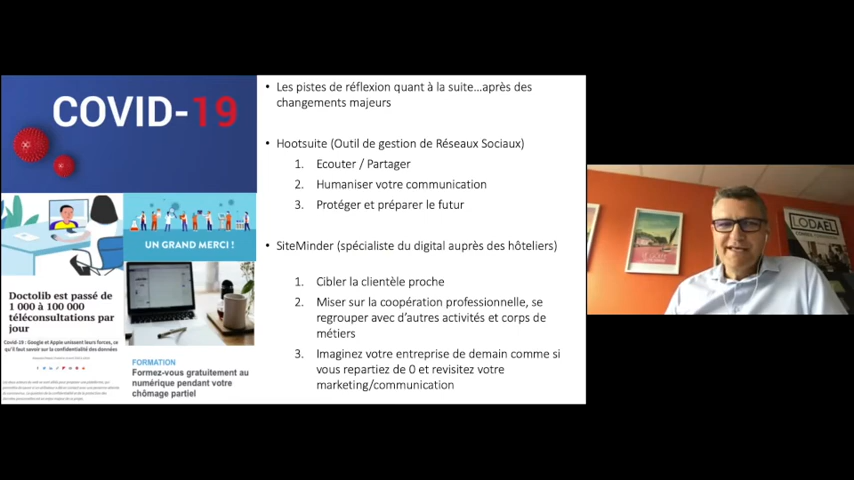 COVID-19
UN GRAND MERCI !
Doctolib est passé de
1 000 à 100 000
téléconsultations par
jour
Covid-19 : Google et Apple unissent leurs forces, ce
qu'il faut savoir sur la confidentialité des données
FORMATION
Formez-vous gratuitement au
numérique pendant votre
chômage partiel
• Les pistes de réflexion quant à la suite…après des
changements majeurs
• Hootsuite (Outil de gestion de Réseaux Sociaux)
1. Ecouter / Partager
2. Humaniser votre communication
3. Protéger et préparer le futur
• SiteMinder (spécialiste du digital auprès des hôteliers)
1. Cibler la clientèle proche
2. Miser sur la coopération professionnelle, se
regrouper avec d'autres activités et corps de
métiers
3. Imaginez votre entreprise de demain comme si
vous repartiez de 0 et revisitez votre
marketing/communication
LODAEL